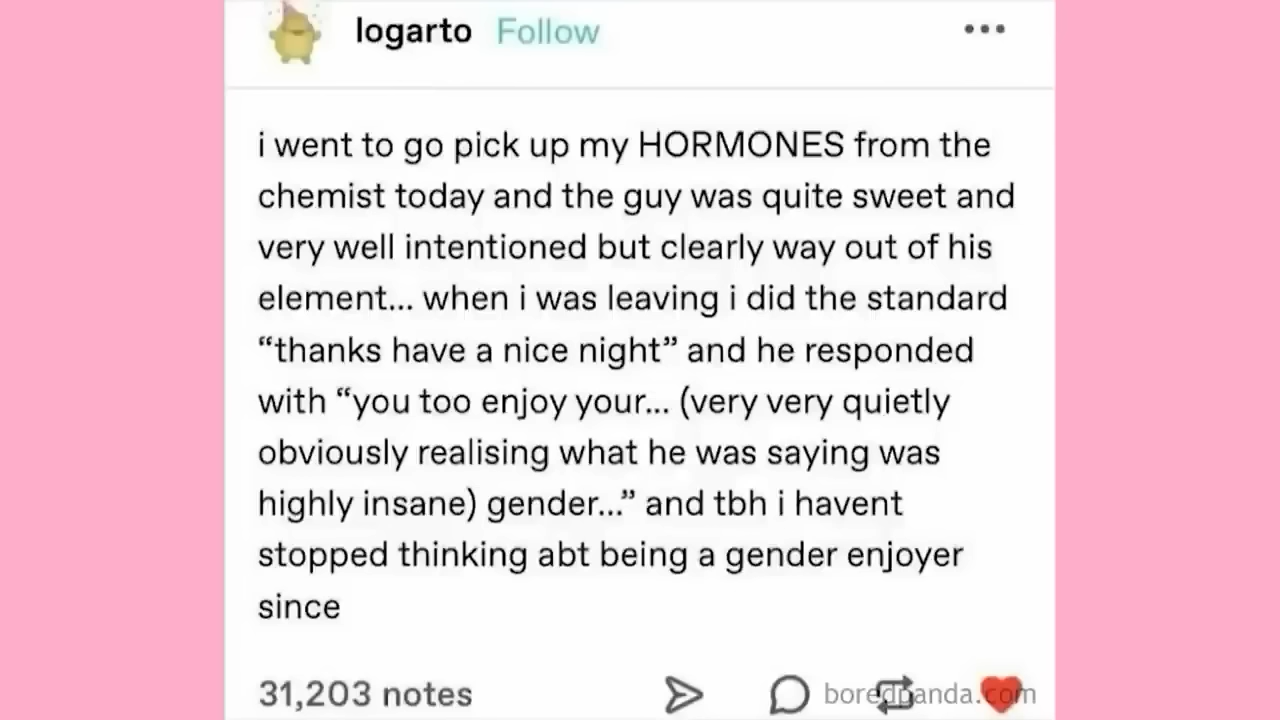 logarto Follow
i went to go pick up my HORMONES from the
chemist today and the guy was quite sweet and
very well intentioned but clearly way out of his
element... when i was leaving i did the standard
“thanks have a nice night” and he responded
with “you too enjoy your... (very very quietly
obviously realising what he was saying was
highly insane) gender...” and tbh i havent
stopped thinking abt being a gender enjoyer
since
31,203 notes
boredpanda.com